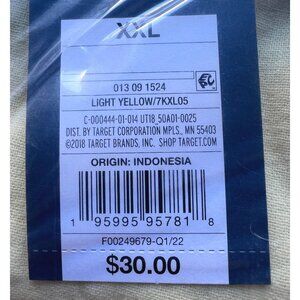 XXL
013 09 1524
LIGHT YELLOW/7KXL05
C-000444-01-014 UT18_50A01-0025
DIST. BY TARGET CORPORATION MPLS., MN 55403
©2018 TARGET BRANDS, INC. SHOP TARGET.COM
ORIGIN: INDONESIA
1 95995 95781 8
F00249679-Q1/22
$30.00